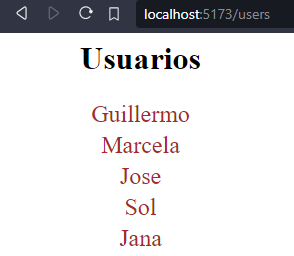 localhost:5173/users
Usuarios
Guillermo
Marcela
Jose
Sol
Jana